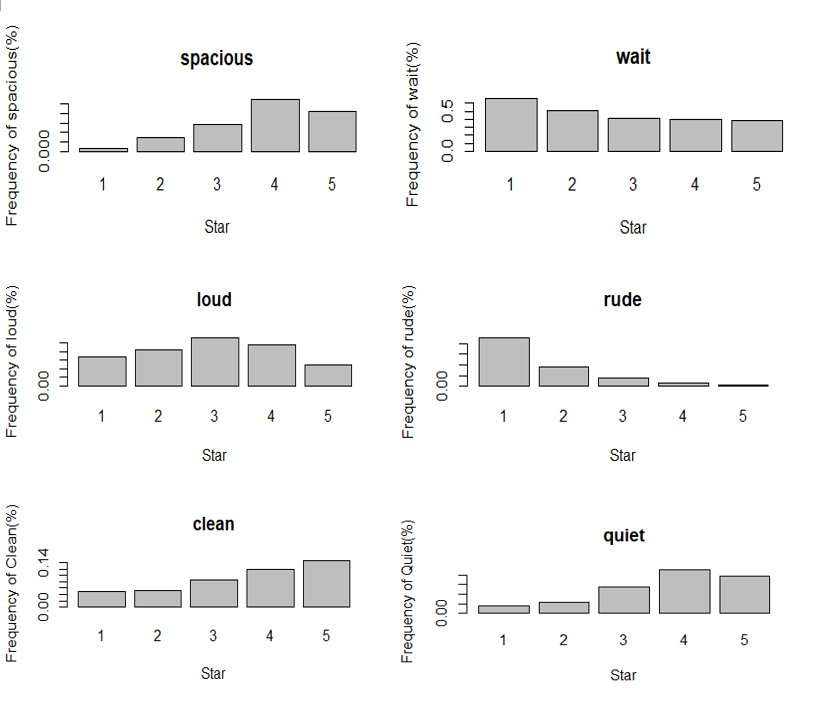 spacious
Frequency of spacious(%)
0.000
1 2 3 4 5
Star
wait
Frequency of wait(%)
0.5
0.0
1 2 3 4 5
Star
loud
Frequency of loud(%)
0.00
1 2 3 4 5
Star
rude
Frequency of rude(%)
0.00
1 2 3 4 5
Star
clean
Frequency of Clean(%)
0.14
0.00
1 2 3 4 5
Star
quiet
Frequency of Quiet(%)
0.00
1 2 3 4 5
Star